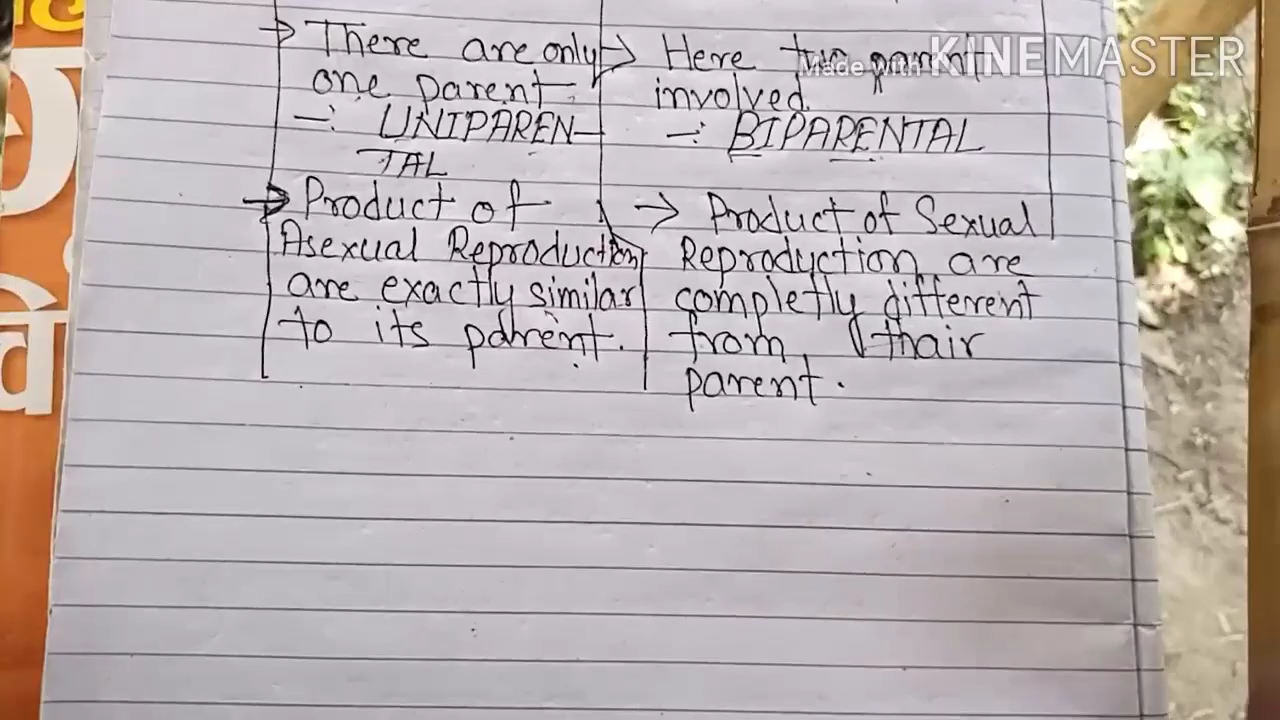 Made with KINEMASTER
→ There are only
one parent.
-: UNIPAREN-
TAL
→ Product of
Asexual Reproduction
are exactly similar
to its parent.
→ Here two parent
involved.
-: BIPARENTAL
→ Product of Sexual
Reproduction are
completly different
from thair
parent.